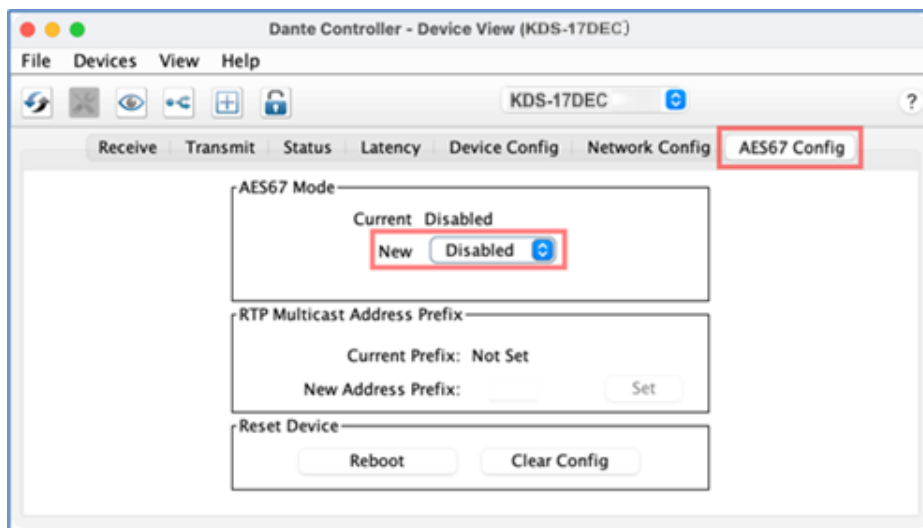 Dante Controller - Device View (KDS-17DEC)
File Devices View Help
KDS-17DEC
?
Receive Transmit Status Latency Device Config Network Config AES67 Config
AES67 Mode
Current Disabled
New Disabled
RTP Multicast Address Prefix
Current Prefix: Not Set
New Address Prefix: Set
Reset Device
Reboot Clear Config